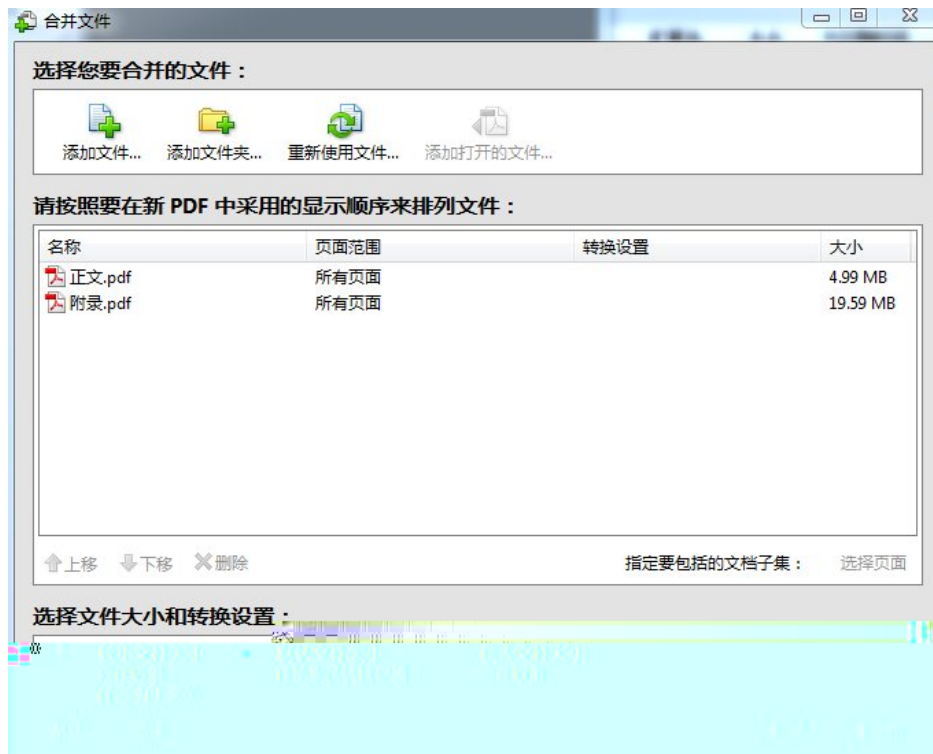 合并文件
选择您要合并的文件：
添加文件... 添加文件夹... 重新使用文件... 添加打开的文件...
请按照要在新 PDF 中采用的显示顺序来排列文件：
名称 页面范围 转换设置 大小
正文.pdf 所有页面 4.99 MB
附录.pdf 所有页面 19.59 MB
上移 下移 删除 指定要包括的文档子集： 选择页面
选择文件大小和转换设置：